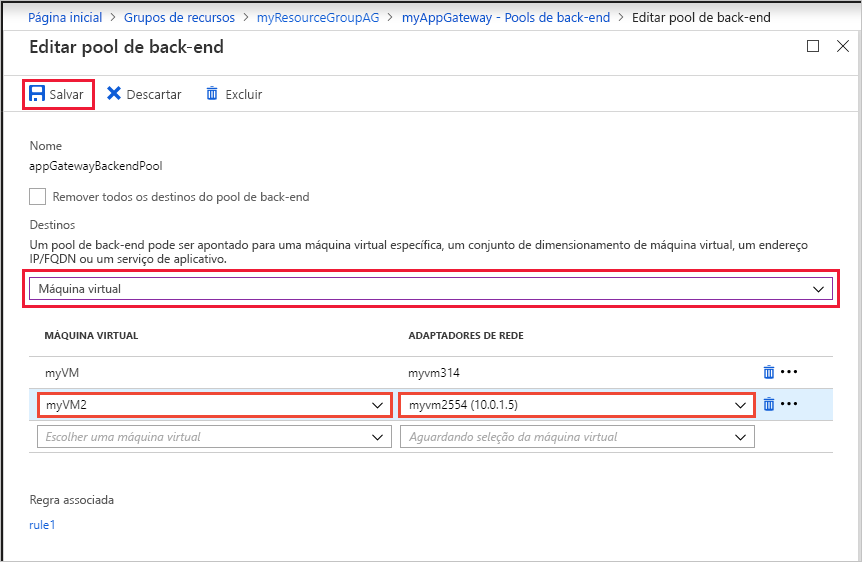 Página inicial > Grupos de recursos > myResourceGroupAG > myAppGateway - Pools de back-end > Editar pool de back-end
Editar pool de back-end
Salvar Descartar Excluir
Nome
appGatewayBackendPool
Remover todos os destinos do pool de back-end
Destinos
Um pool de back-end pode ser apontado para uma máquina virtual específica, um conjunto de dimensionamento de máquina virtual, um endereço
IP/FQDN ou um serviço de aplicativo.
Máquina virtual
MÁQUINA VIRTUAL ADAPTADORES DE REDE
myVM myvm314
myVM2 myvm2554 (10.0.1.5)
Escolher uma máquina virtual Aguardando seleção da máquina virtual
Regra associada
rule1